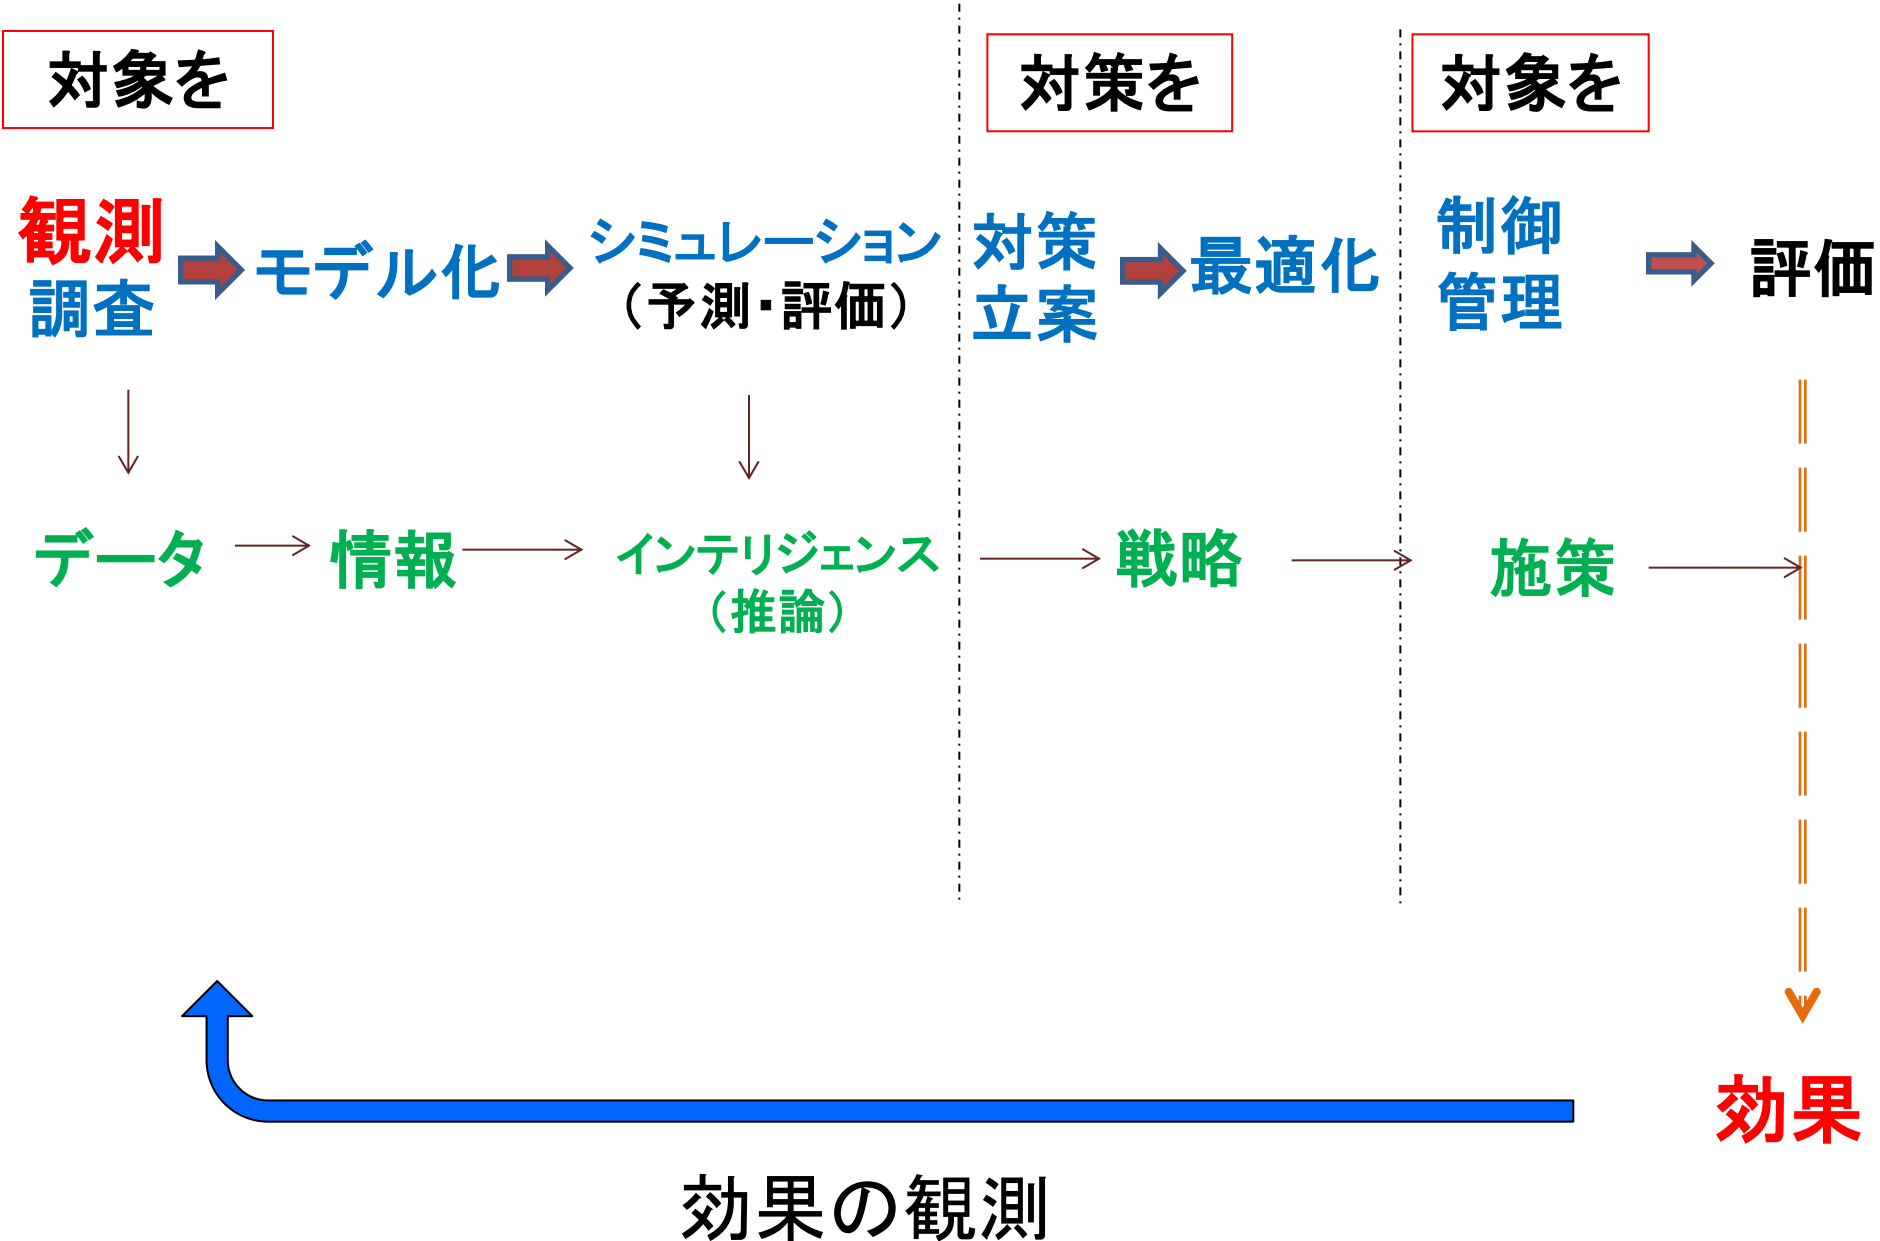 対象を
対策を
対象を
観測
調査
モデル化
シミュレーション
（予測・評価）
対策
立案
最適化
制御
管理
評価
データ
情報
インテリジェンス
（推論）
戦略
施策
効果
効果の観測